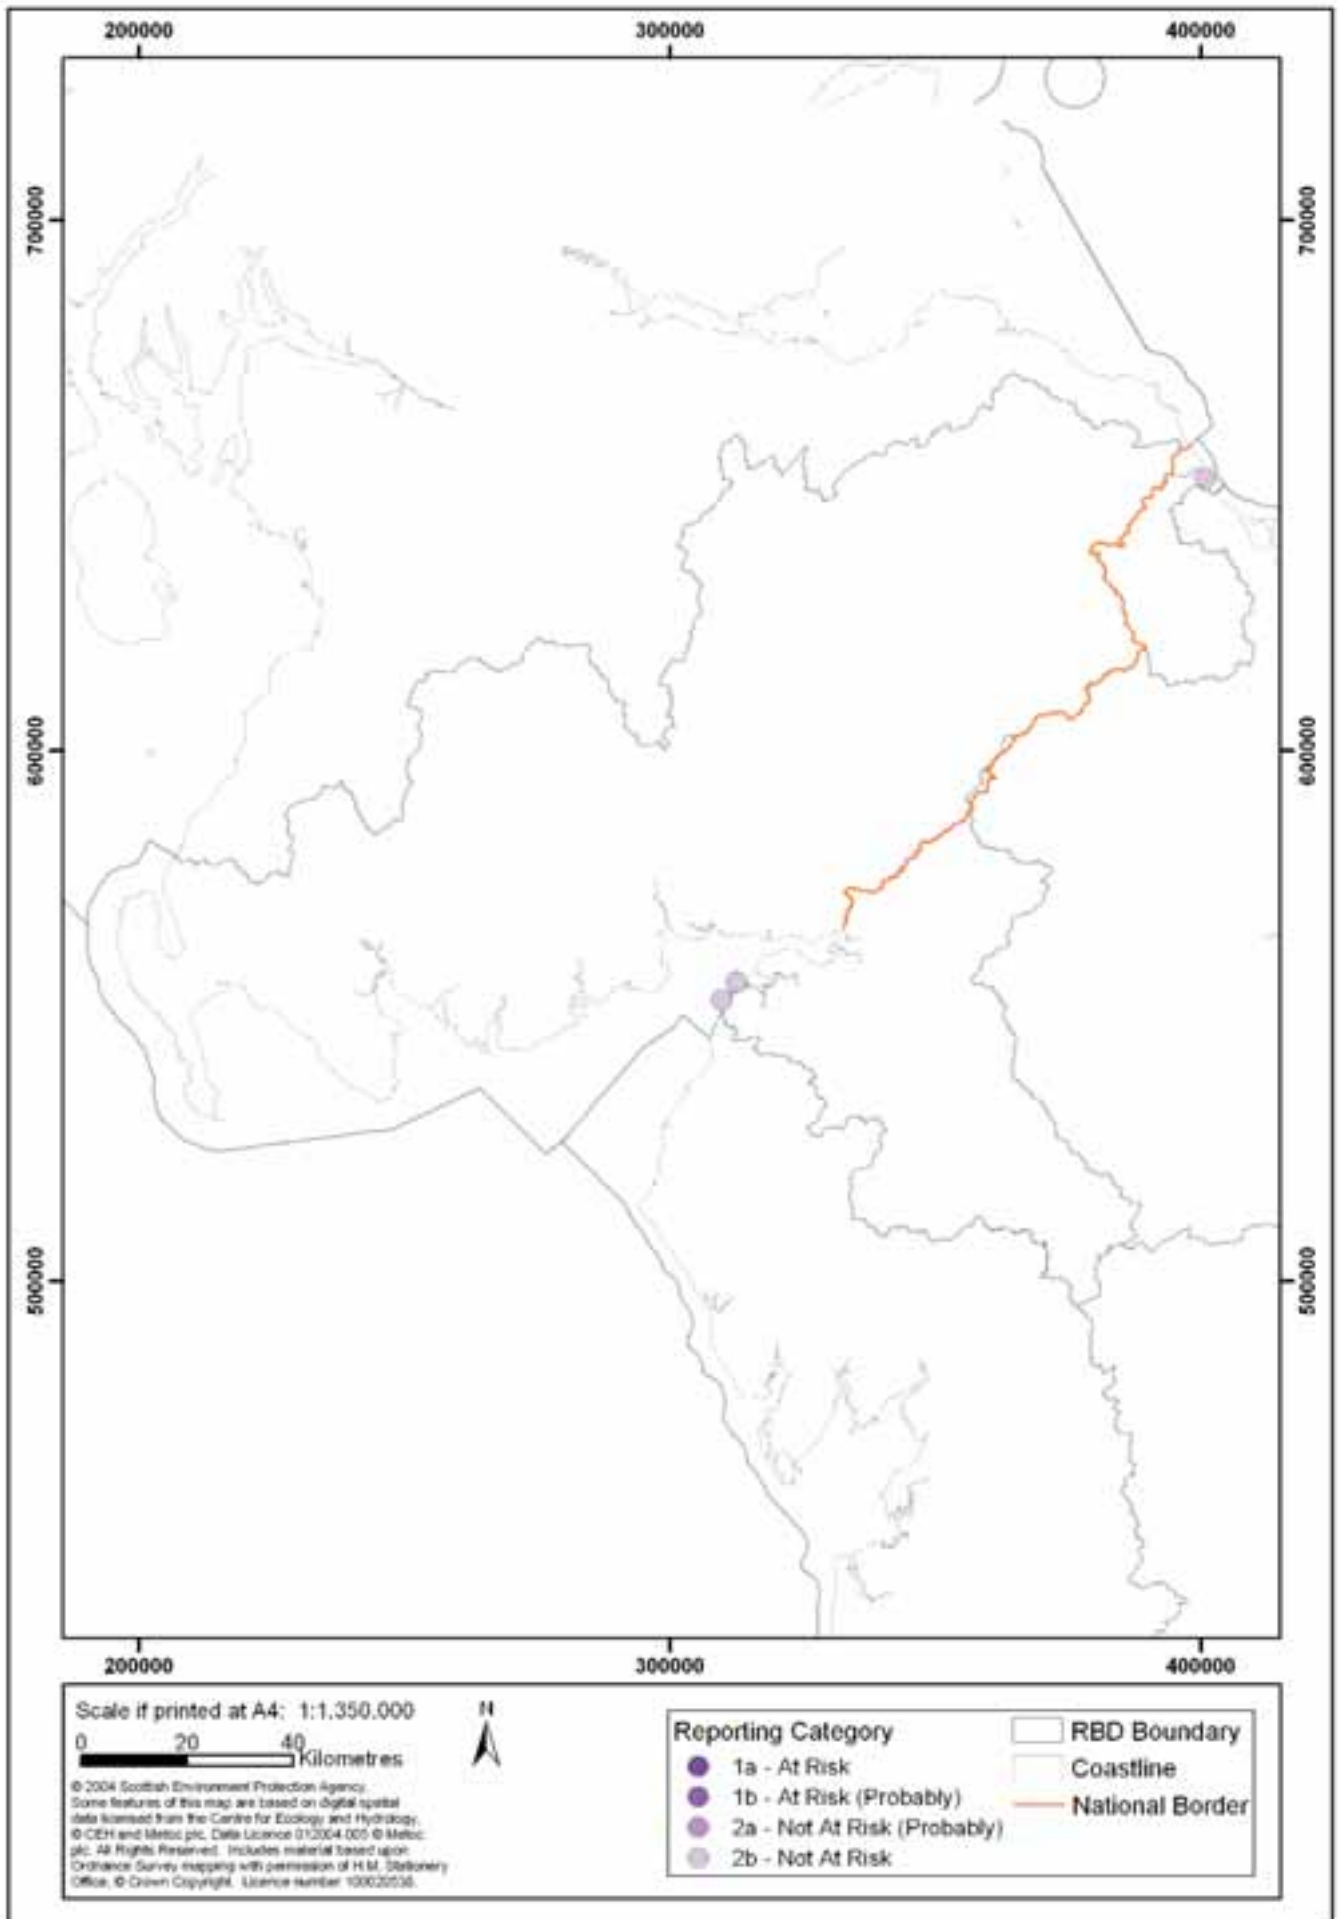 200000 300000 400000
700000 700000
600000 600000
500000 500000
200000 300000 400000
Scale if printed at A4: 1:1,350,000
0 20 40
Kilometres
N
© 2004 Scottish Environment Protection Agency.
Some features of this map are based on digital spatial
data licensed from the Centre for Ecology and Hydrology,
© CEH and Metoc plc. Data Licence 012004.005 © Metoc
plc. All Rights Reserved. Includes material based upon
Ordnance Survey mapping with permission of H.M. Stationery
Office, © Crown Copyright. Licence number
Reporting Category
1a - At Risk
1b - At Risk (Probably)
2a - Not At Risk (Probably)
2b - Not At Risk
RBD Boundary
Coastline
National Border